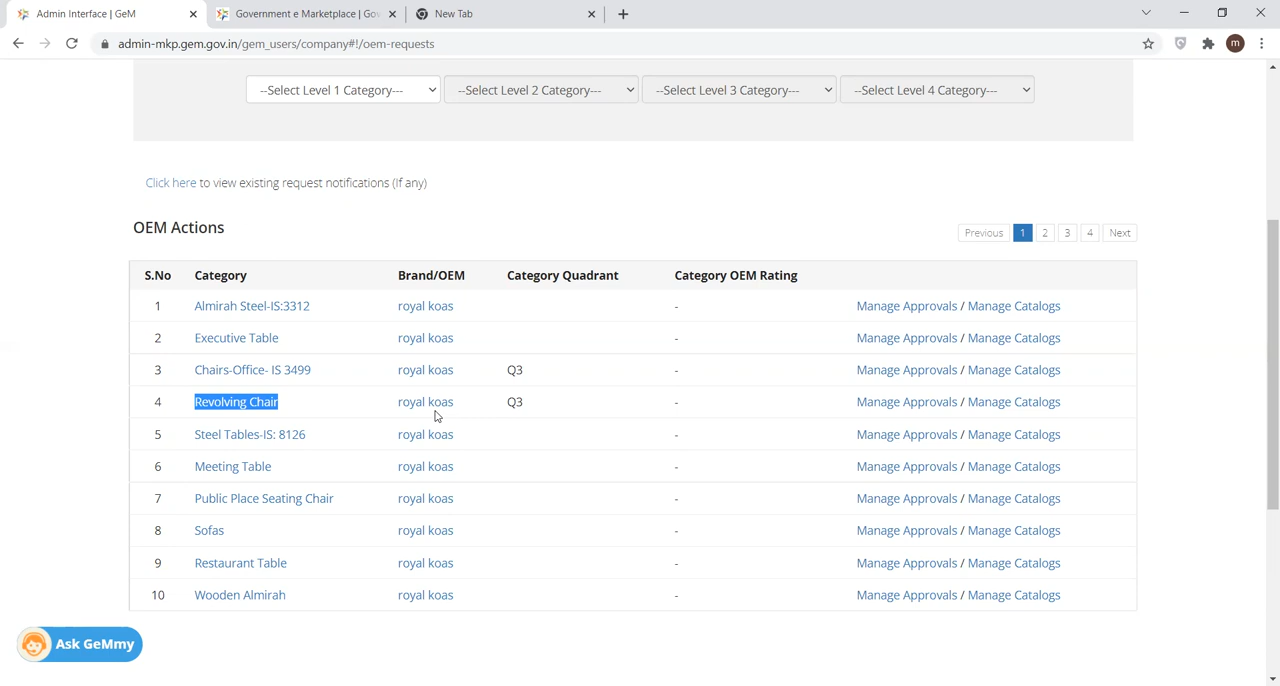 Admin Interface | GeM
Government e Marketplace | Gov
New Tab
admin-mkp.gem.gov.in/gem_users/company#!/oem-requests
m
--Select Level 1 Category---
--Select Level 2 Category---
--Select Level 3 Category---
--Select Level 4 Category---
Click here to view existing request notifications (If any)
OEM Actions
Previous 1 2 3 4 Next
S.No Category Brand/OEM Category Quadrant Category OEM Rating
1 Almirah Steel-IS:3312 royal koas - Manage Approvals / Manage Catalogs
2 Executive Table royal koas - Manage Approvals / Manage Catalogs
3 Chairs-Office- IS 3499 royal koas Q3 - Manage Approvals / Manage Catalogs
4 Revolving Chair royal koas Q3 - Manage Approvals / Manage Catalogs
5 Steel Tables-IS: 8126 royal koas - Manage Approvals / Manage Catalogs
6 Meeting Table royal koas - Manage Approvals / Manage Catalogs
7 Public Place Seating Chair royal koas - Manage Approvals / Manage Catalogs
8 Sofas royal koas - Manage Approvals / Manage Catalogs
9 Restaurant Table royal koas - Manage Approvals / Manage Catalogs
10 Wooden Almirah royal koas - Manage Approvals / Manage Catalogs
Ask GeMmy